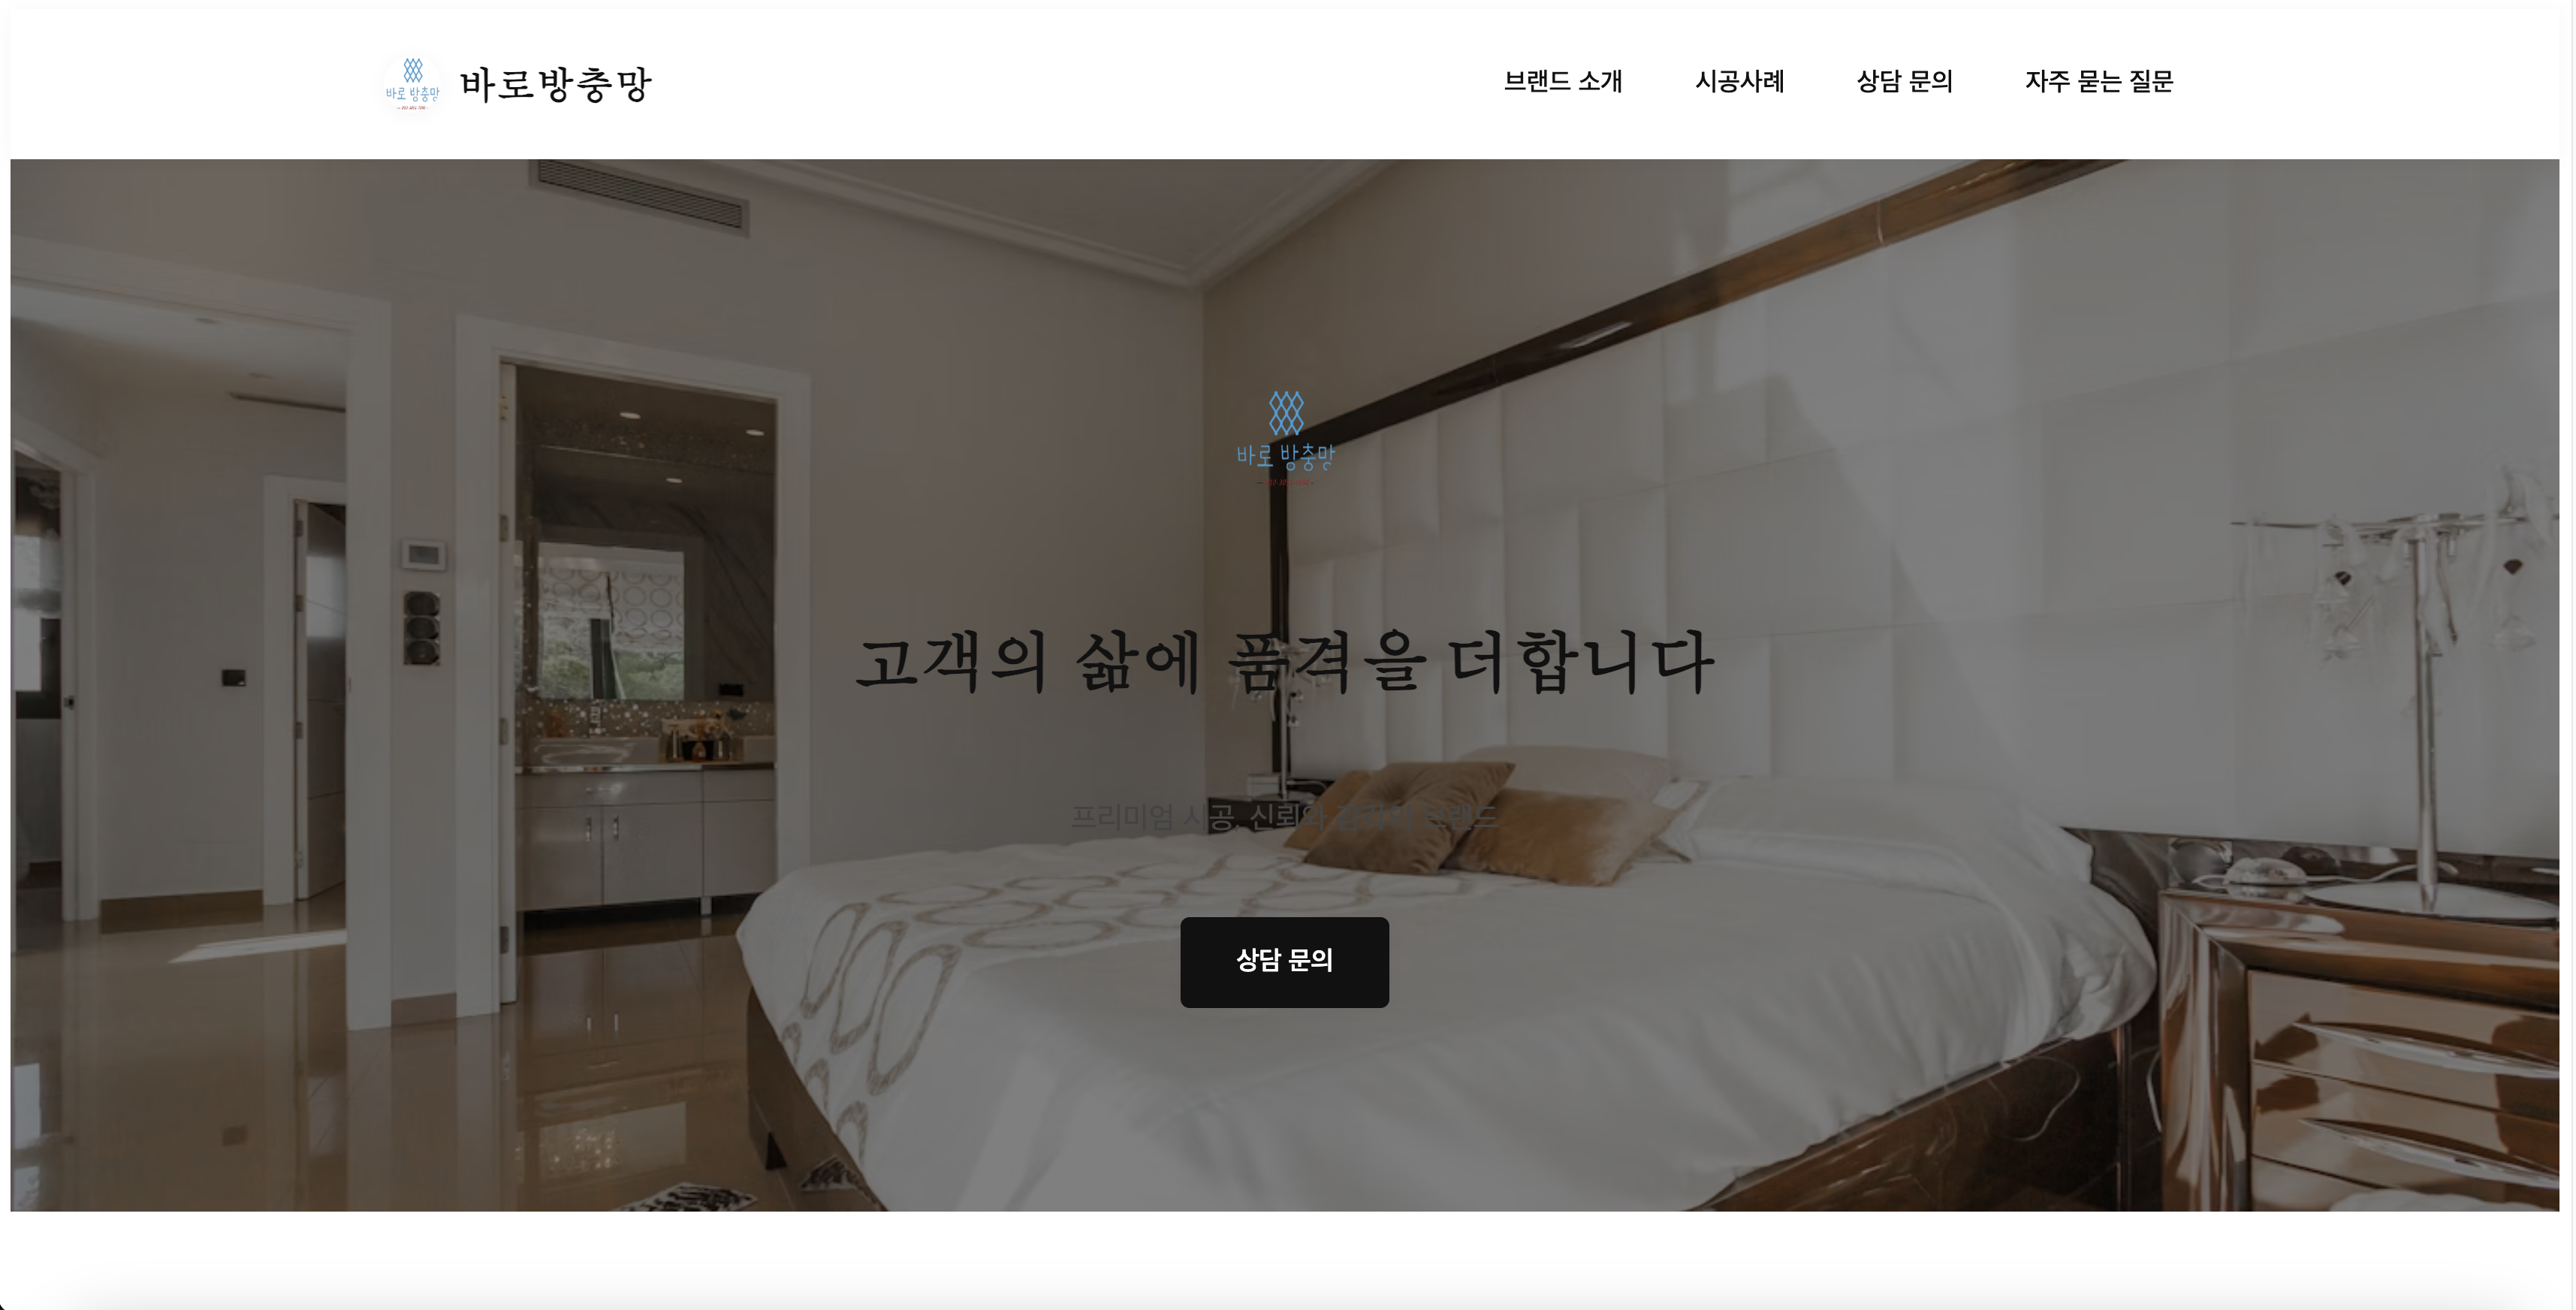 바로 방충망
바로방충망
브랜드 소개
시공사례
상담 문의
자주 묻는 질문
바로 방충망
고객의 삶에 품격을 더합니다
프리미엄 시공, 신뢰와 감각의 브랜드
상담 문의